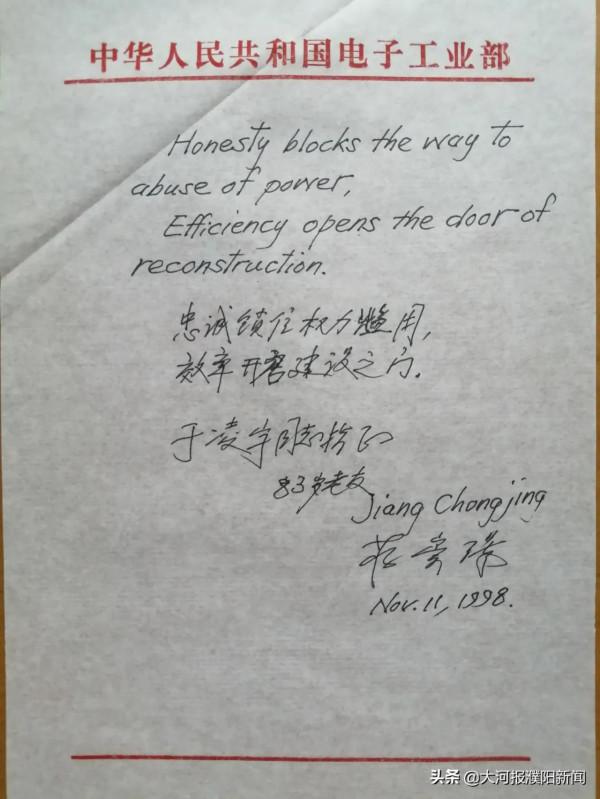 中华人民共和国电子工业部
Honesty blocks the way to
abuse of power,
Efficiency opens the door of
reconstruction.
忠诚锁住权力滥用,
效率开启建设之门.
于凌宇同志指正
83岁老友
Jiang Chongjing
Nov. 11, 1998.
头条 @大河报濮阳新闻